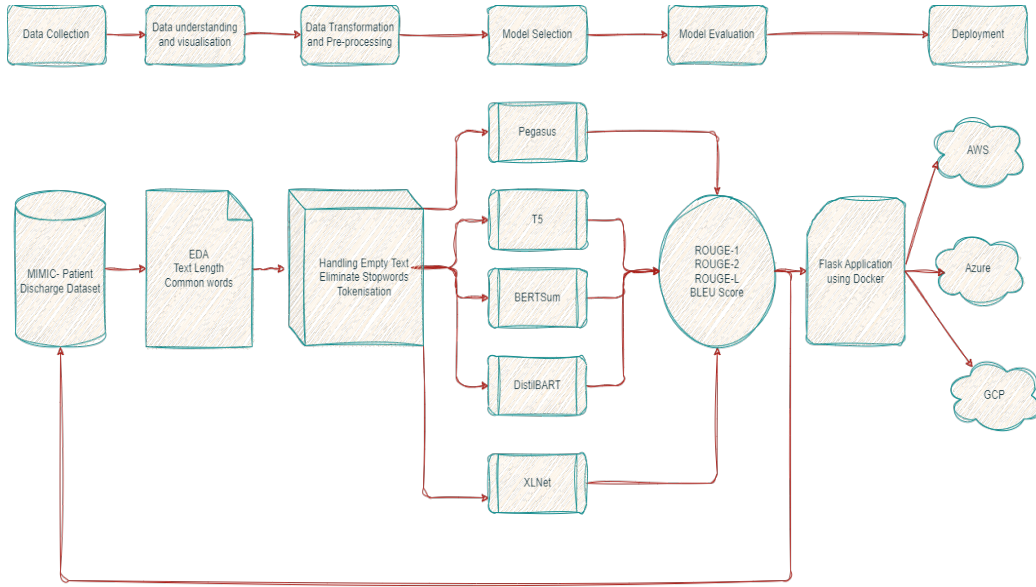 Data Collection
Data understanding
and visualisation
Data Transformation
and Pre-processing
Model Selection
Model Evaluation
Deployment
Pegasus
AWS
T5
EDA
Text Length
Common words
Handling Empty Text
Eliminate Stopwords
Tokenisation
MIMIC- Patient
Discharge Dataset
BERTSum
ROUGE-1
ROUGE-2
ROUGE-L
BLEU Score
Flask Application
using Docker
Azure
DistilBART
GCP
XLNet